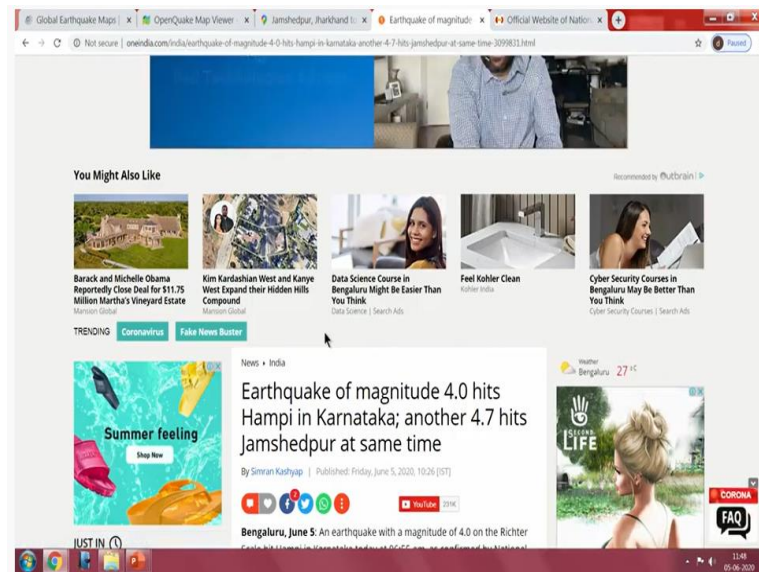 Global Earthquake Maps
OpenQuake Map Viewer
Jamshedpur, Jharkhand to
Earthquake of magnitude
Official Website of Nation
Not secure | oneindia.com/india/earthquake-of-magnitude-4-0-hits-hampi-in-karnataka-another-4-7-hits-jamshedpur-at-same-time-3099831.html
Paused
You Might Also Like
Recommended by Outbrain
Barack and Michelle Obama
Reportedly Close Deal for $11.75
Million Martha's Vineyard Estate
Mansion Global
Kim Kardashian West and Kanye
West Expand their Hidden Hills
Compound
Mansion Global
Data Science Course in
Bengaluru Might Be Easier Than
You Think
Data Science | Search Ads
Feel Kohler Clean
Kohler India
Cyber Security Courses in
Bengaluru May Be Better Than
You Think
Cyber Security Courses | Search Ads
TRENDING Coronavirus Fake News Buster
Summer feeling
Shop Now
JUST IN
News India
Earthquake of magnitude 4.0 hits
Hampi in Karnataka; another 4.7 hits
Jamshedpur at same time
By Simran Kashyap | Published: Friday, June 5, 2020, 10:26 [IST]
2
YouTube 231K
Bengaluru, June 5: An earthquake with a magnitude of 4.0 on the Richter
Weather
Bengaluru 27°C
SECOND
LIFE
CORONA
FAQ
11:48
05-06-2020